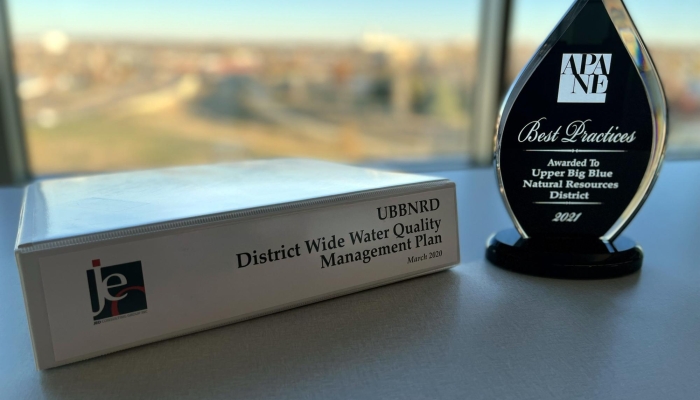 UBBNRD
District Wide Water Quality
Management Plan
March 2020
je
APA
NE
Best Practices
Awarded To
Upper Big Blue
Natural Resources
District
2021